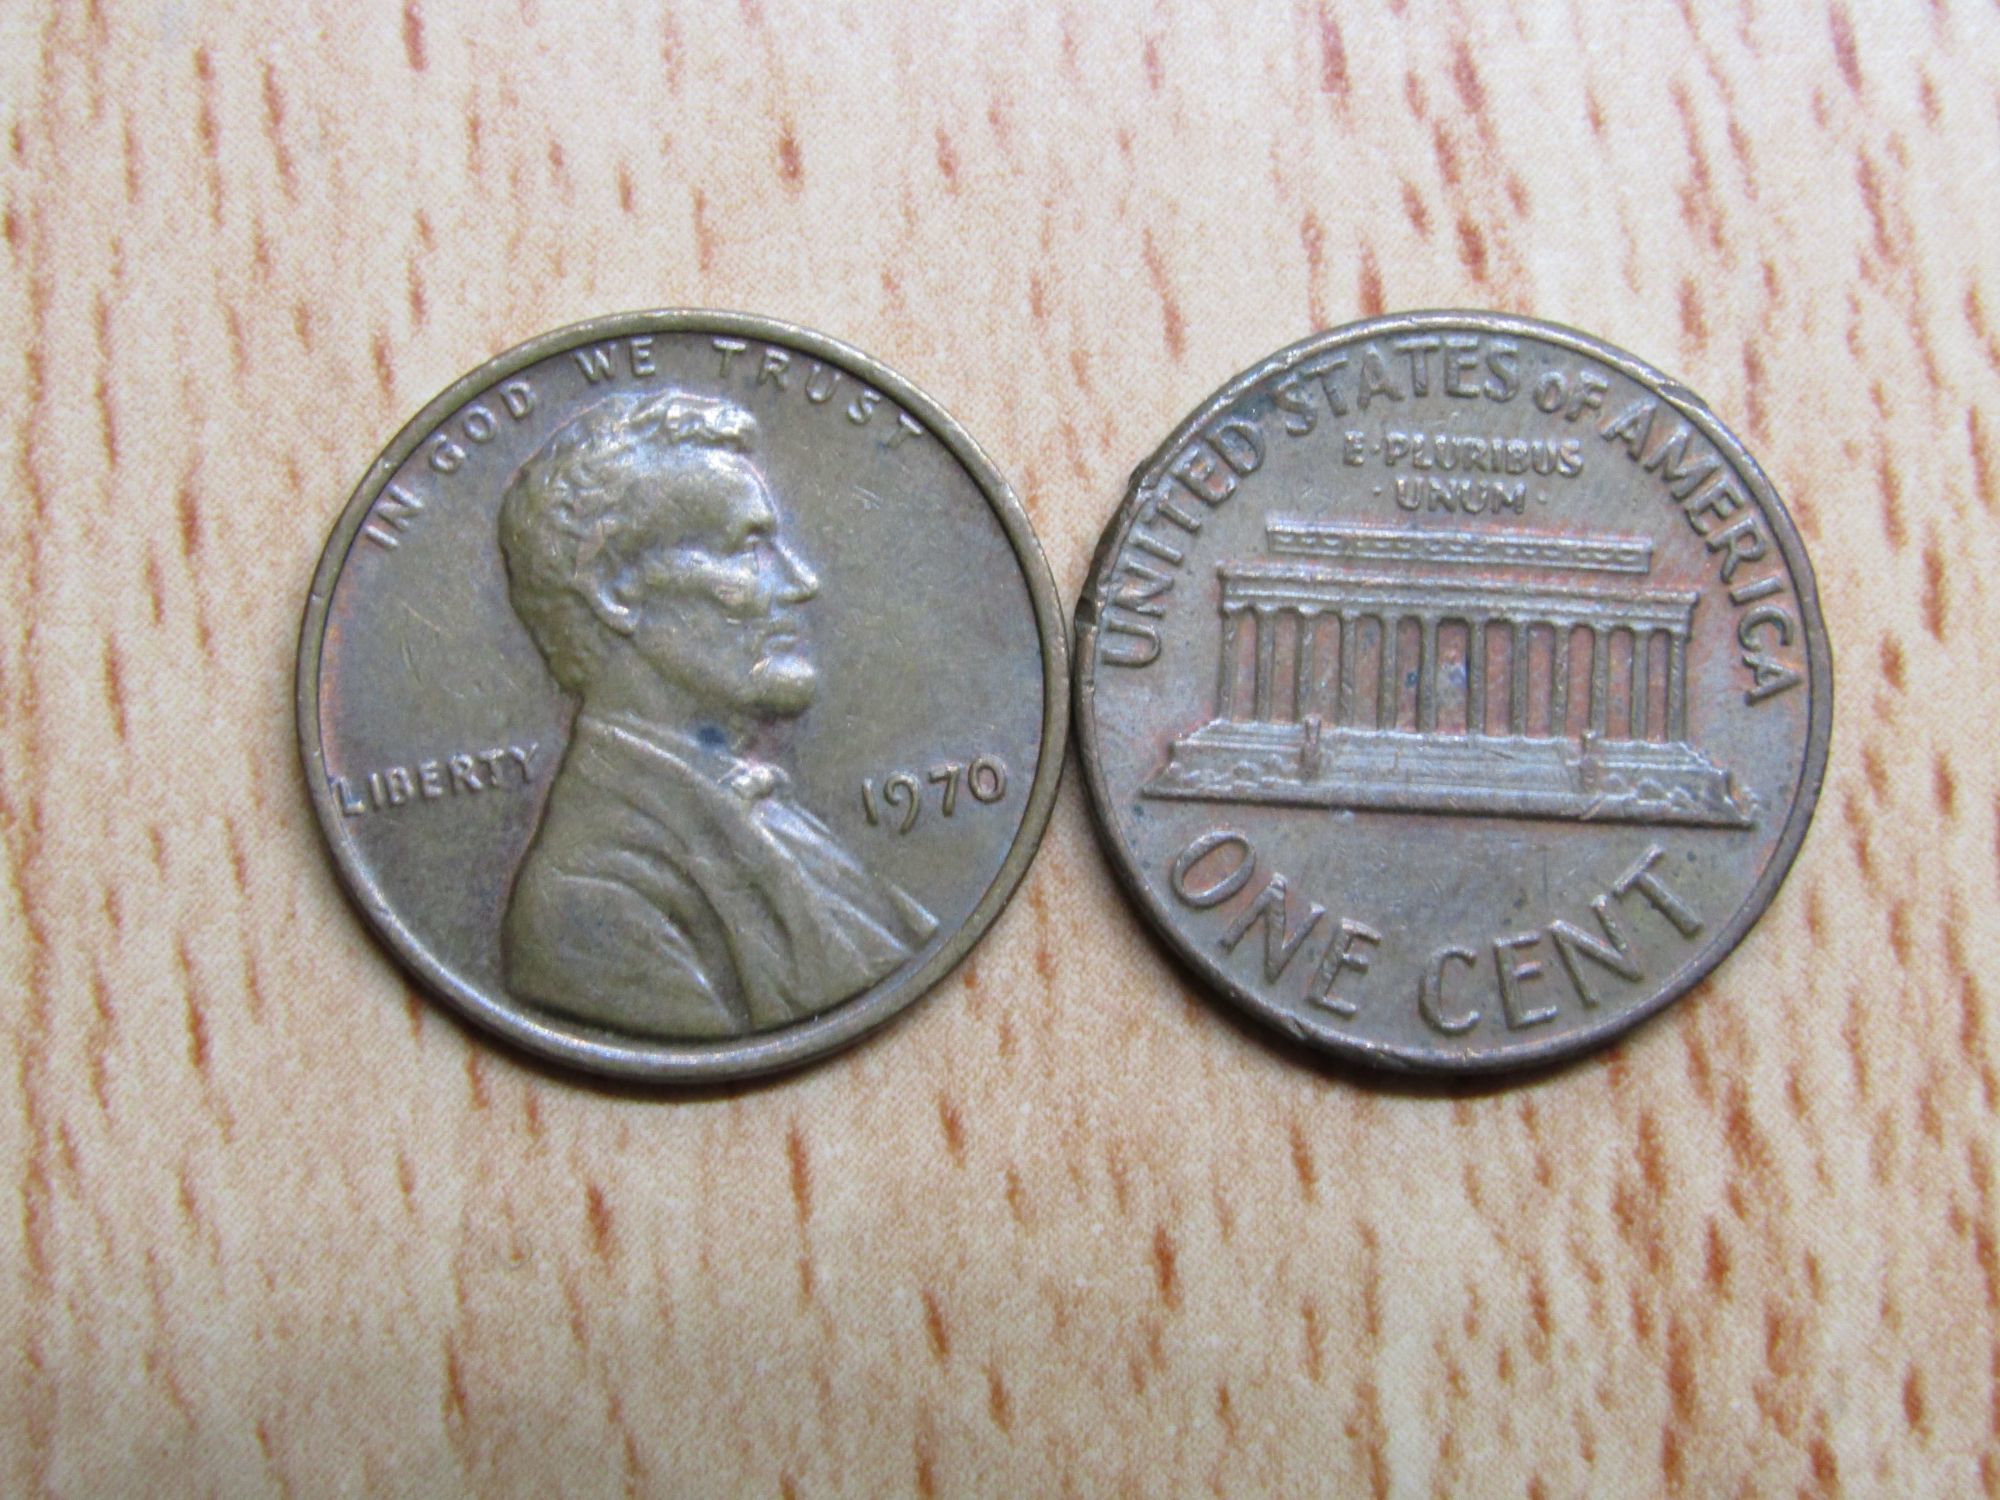 IN GOD WE TRUST
LIBERTY
1970
UNITED STATES OF AMERICA
E·PLURIBUS
·UNUM·
ONE CENT